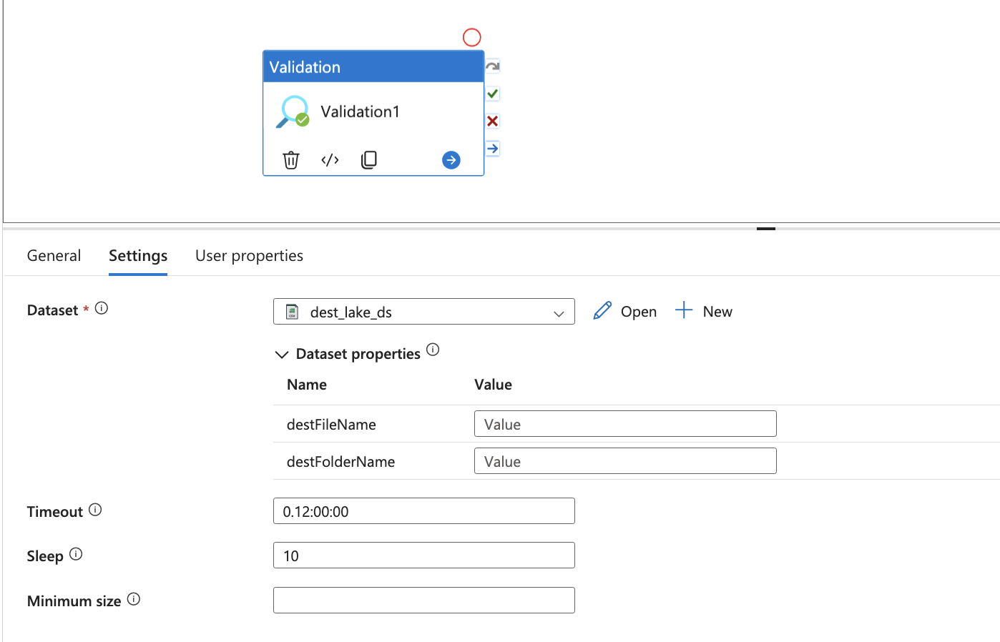 Validation
Validation1
General Settings User properties
Dataset * dest_lake_ds Open New
Dataset properties
Name Value
destFileName Value
destFolderName Value
Timeout 0.12:00:00
Sleep 10
Minimum size